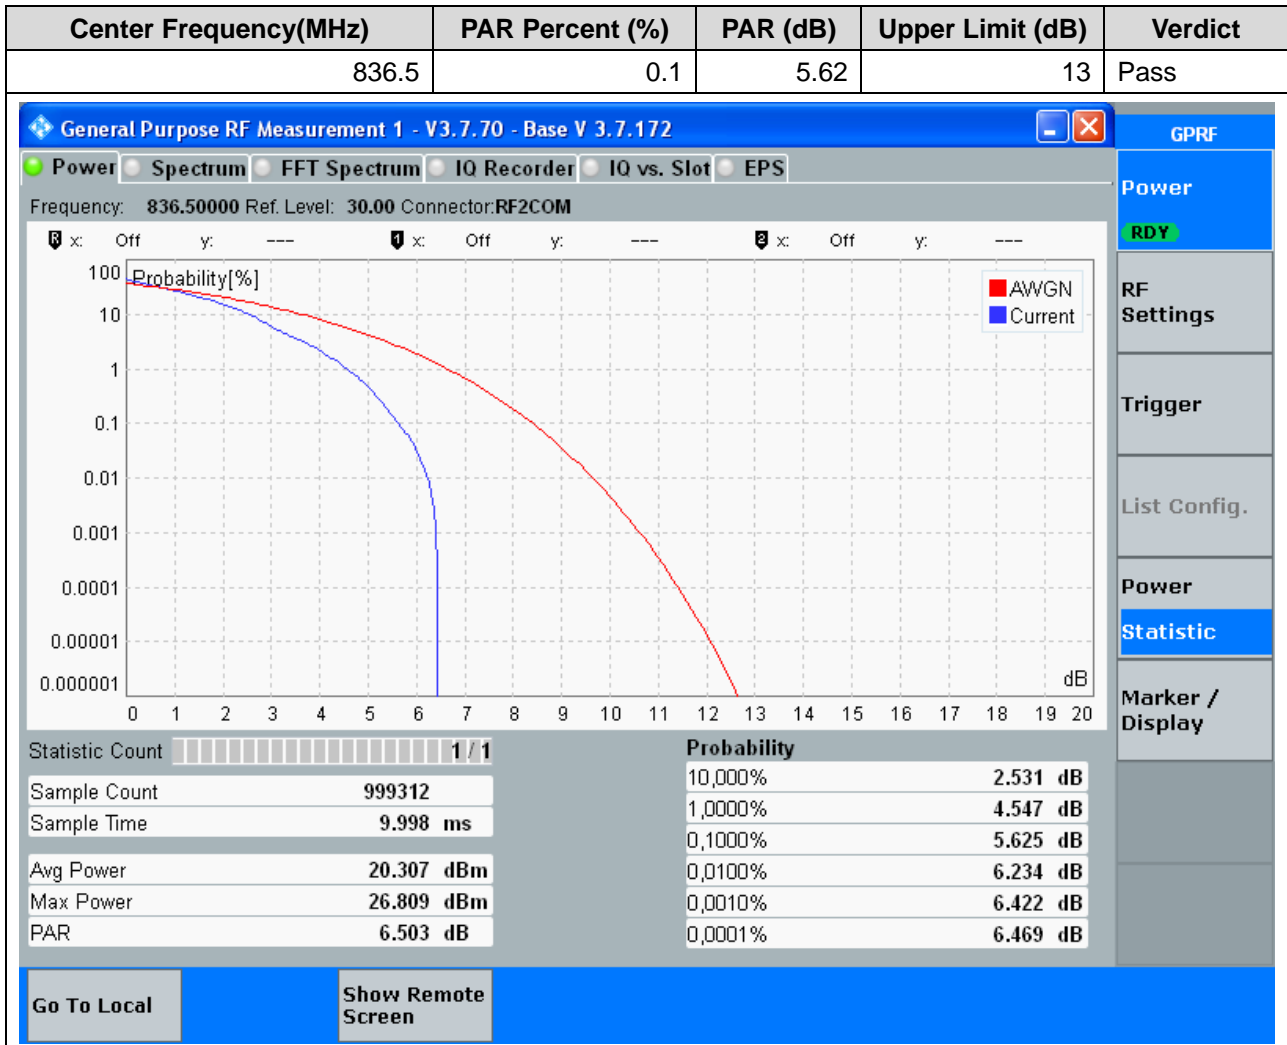 Center Frequency(MHz) PAR Percent (%) PAR (dB) Upper Limit (dB) Verdict
836.5 0.1 5.62 13 Pass
General Purpose RF Measurement 1 - V3.7.70 - Base V 3.7.172
GPRF
Power Spectrum FFT Spectrum IQ Recorder IQ vs. Slot EPS
Power
RDY
Frequency: 836.50000 Ref. Level: 30.00 Connector:RF2COM
R x: Off y: --- 1 x: Off y: --- 2 x: Off y: ---
Probability[%]
AWGN
Current
100
10
1
0.1
0.01
0.001
0.0001
0.00001
0.000001
dB
0 1 2 3 4 5 6 7 8 9 10 11 12 13 14 15 16 17 18 19 20
RF
Settings
Trigger
List Config.
Power
Statistic
Marker /
Display
Statistic Count 1 / 1
Sample Count 999312
Sample Time 9.998 ms
Avg Power 20.307 dBm
Max Power 26.809 dBm
PAR 6.503 dB
Probability
10,000% 2.531 dB
1,0000% 4.547 dB
0,1000% 5.625 dB
0,0100% 6.234 dB
0,0010% 6.422 dB
0,0001% 6.469 dB
Go To Local
Show Remote
Screen